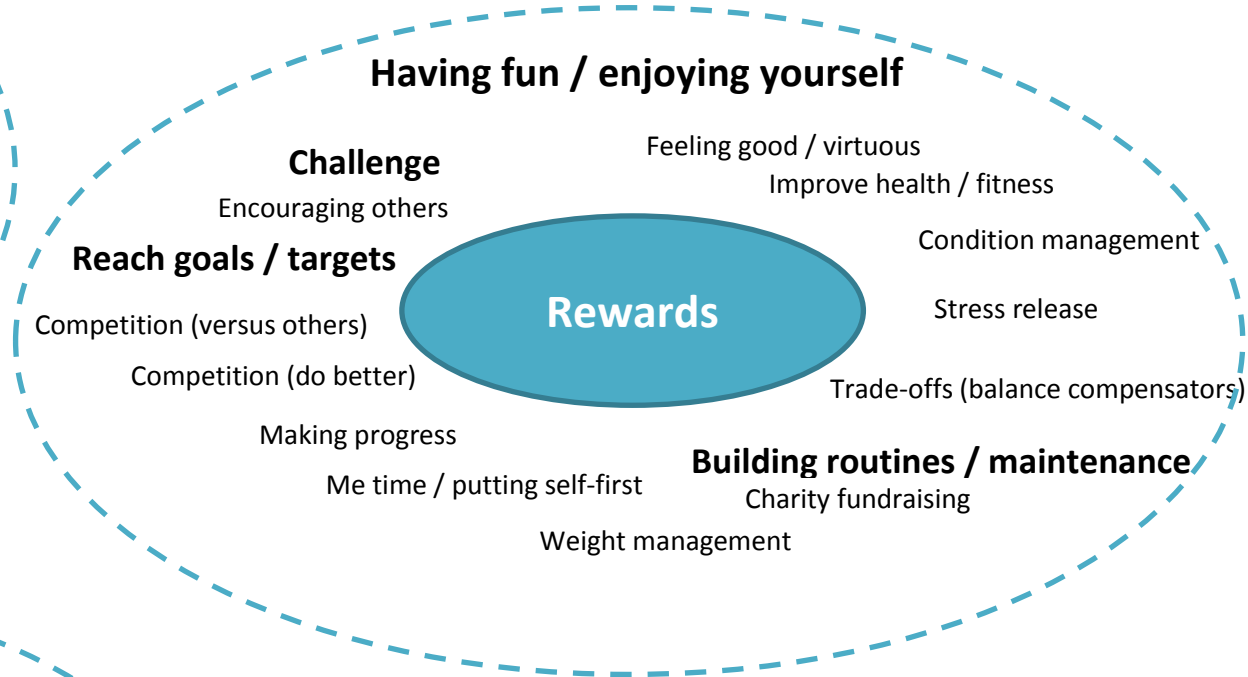 Having fun / enjoying yourself
Feeling good / virtuous
Challenge
Improve health / fitness
Encouraging others
Condition management
Reach goals / targets
Rewards
Stress release
Competition (versus others)
Competition (do better)
Trade-offs (balance compensators)
Making progress
Building routines / maintenance
Me time / putting self-first
Charity fundraising
Weight management